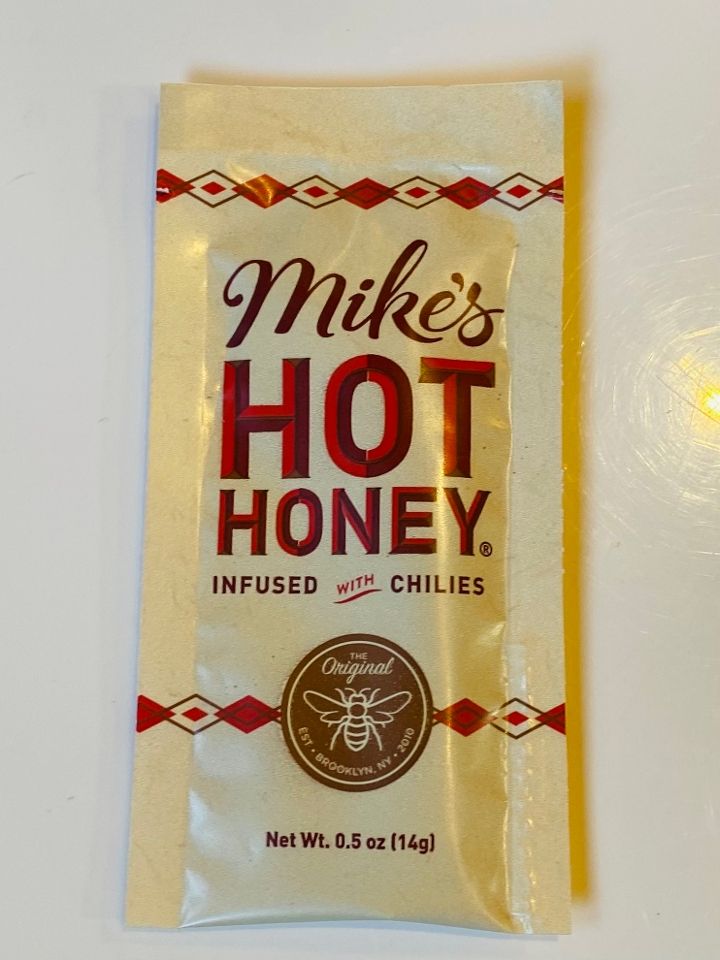 Mike's
HOT
HONEY®
INFUSED WITH CHILIES
THE
Original
EST • BROOKLYN, NY • 2010
Net Wt. 0.5 oz (14g)